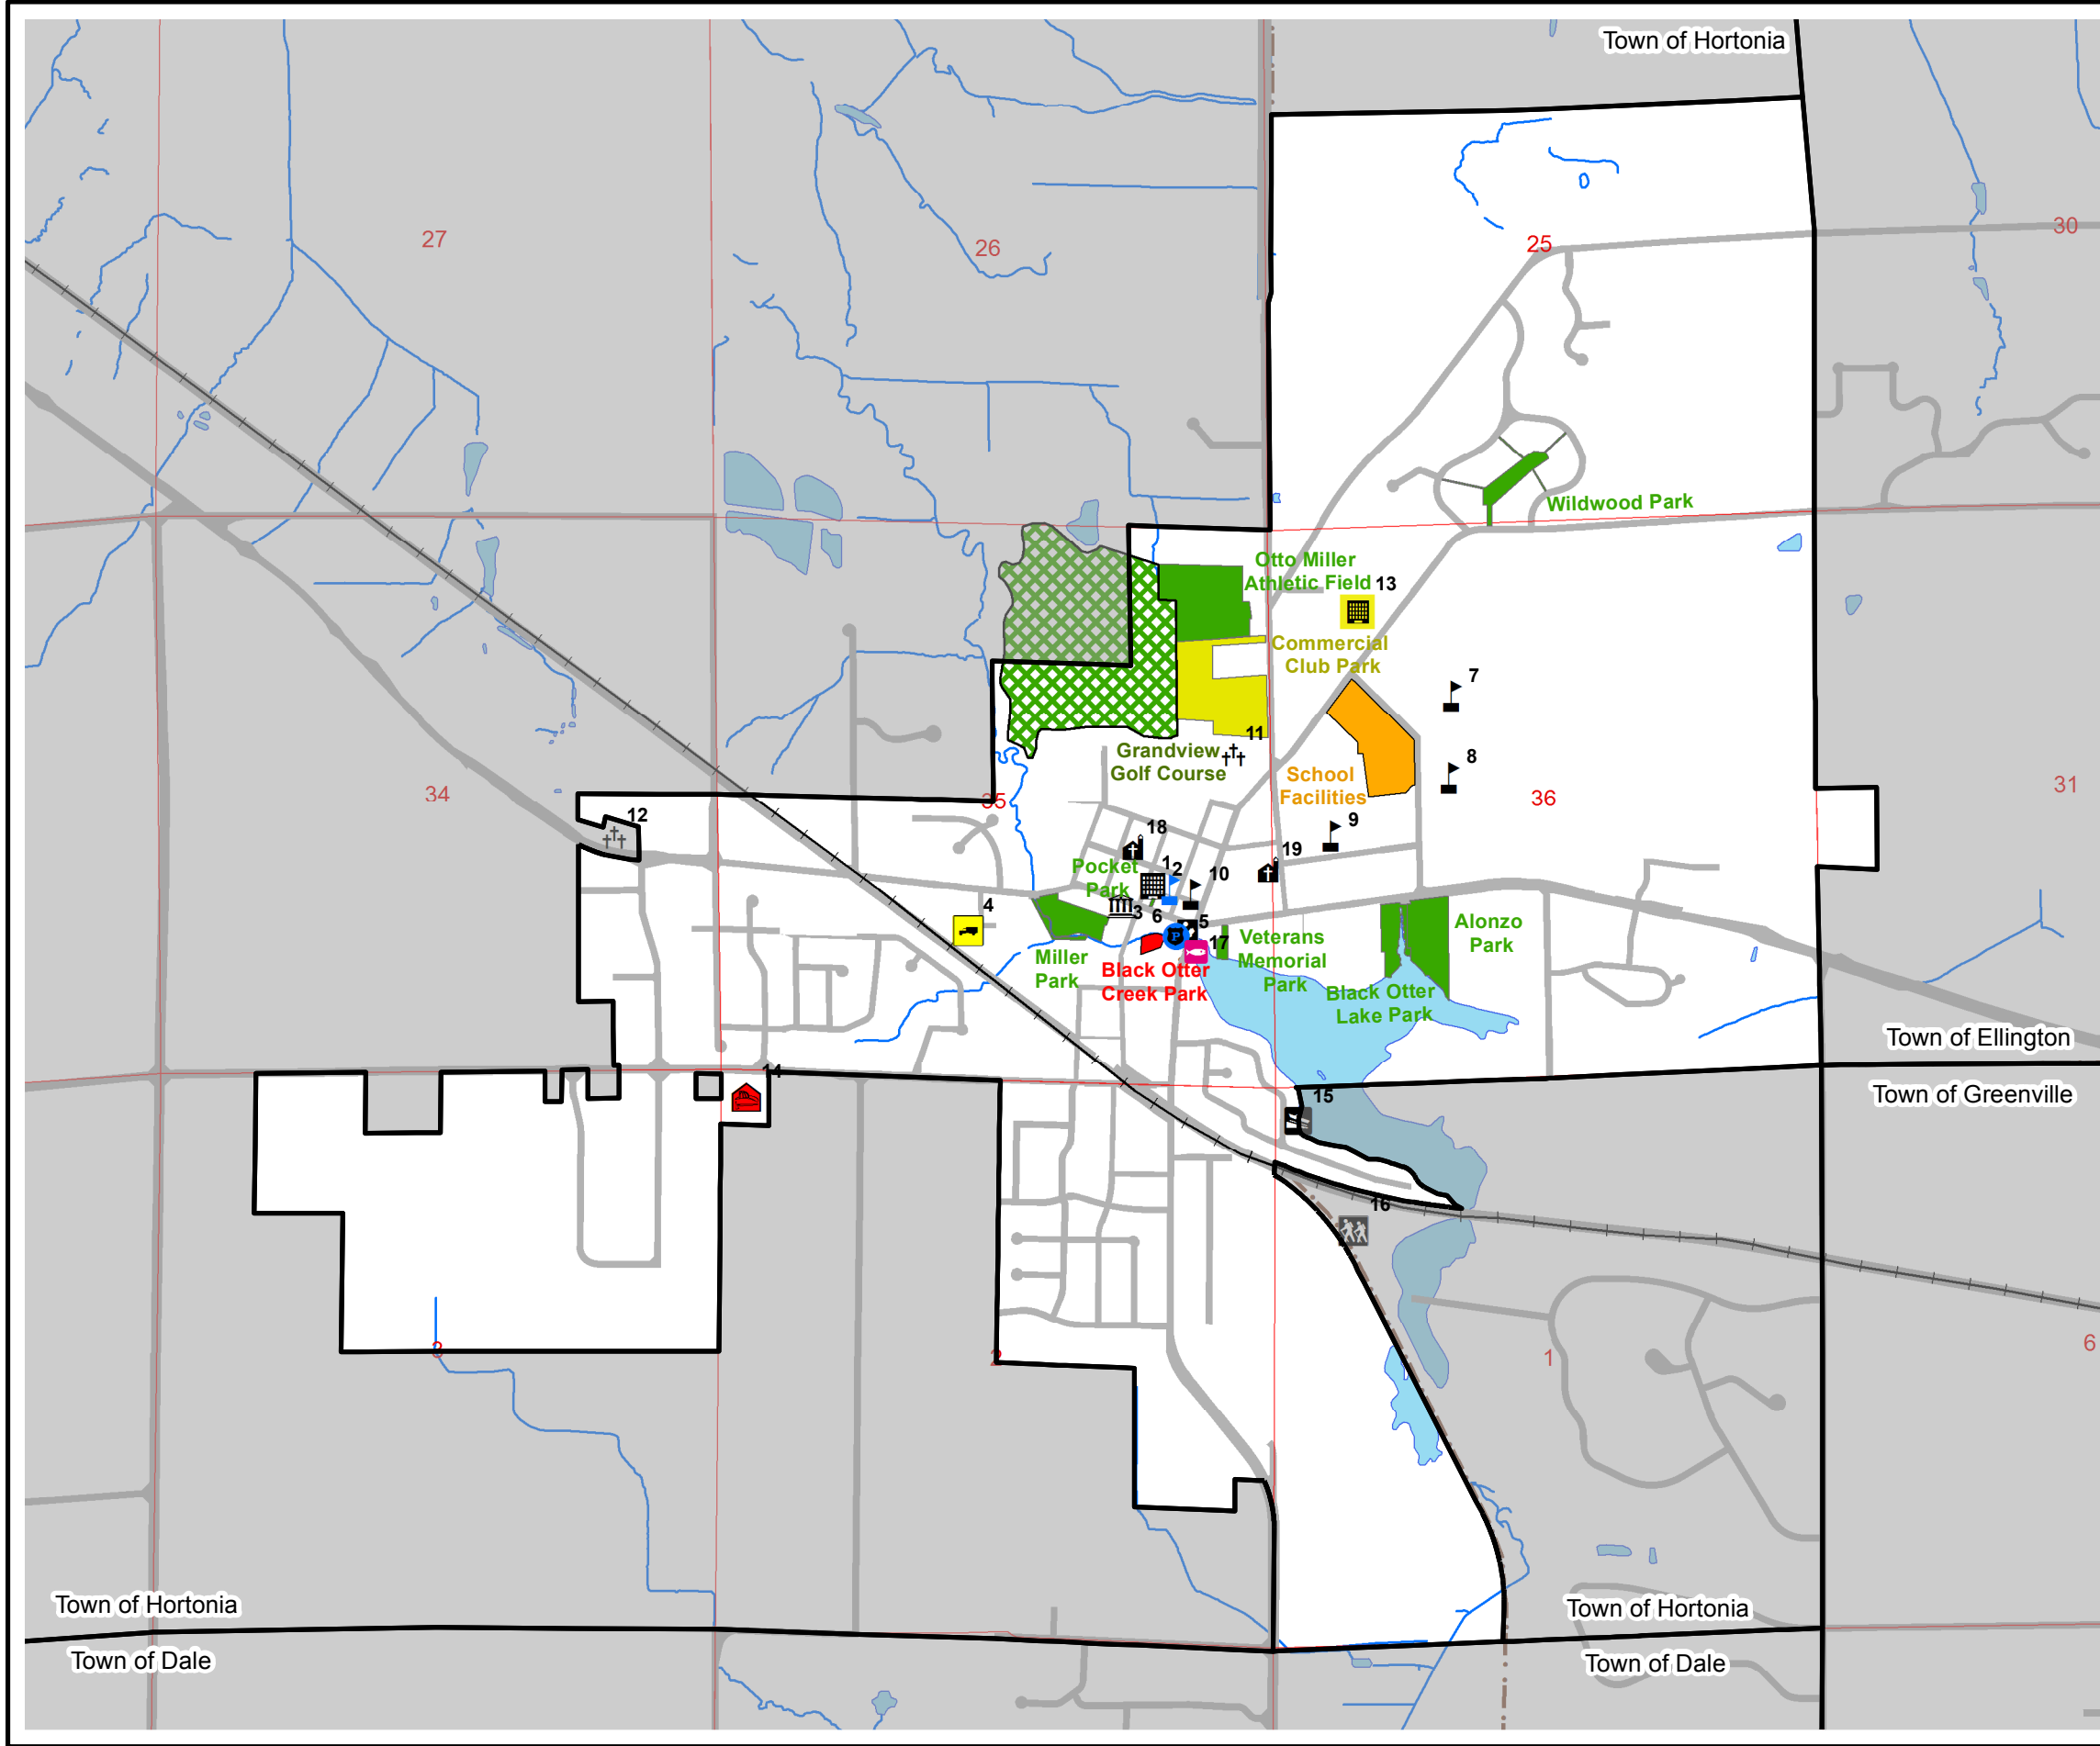 Town of Hortonia
27
26
25
30
Wildwood Park
Otto Miller
Athletic Field
13
Commercial
Club Park
7
11
Grandview
Golf Course
School
Facilities
8
34
35
36
31
12
18
9
19
Pocket
Park
1
2
10
4
3
6
5
17
Miller
Park
Black Otter
Creek Park
Veterans
Memorial
Park
Alonzo
Park
Black Otter
Lake Park
Town of Ellington
14
15
Town of Greenville
16
3
2
1
6
Town of Hortonia
Town of Hortonia
Town of Dale
Town of Dale
P